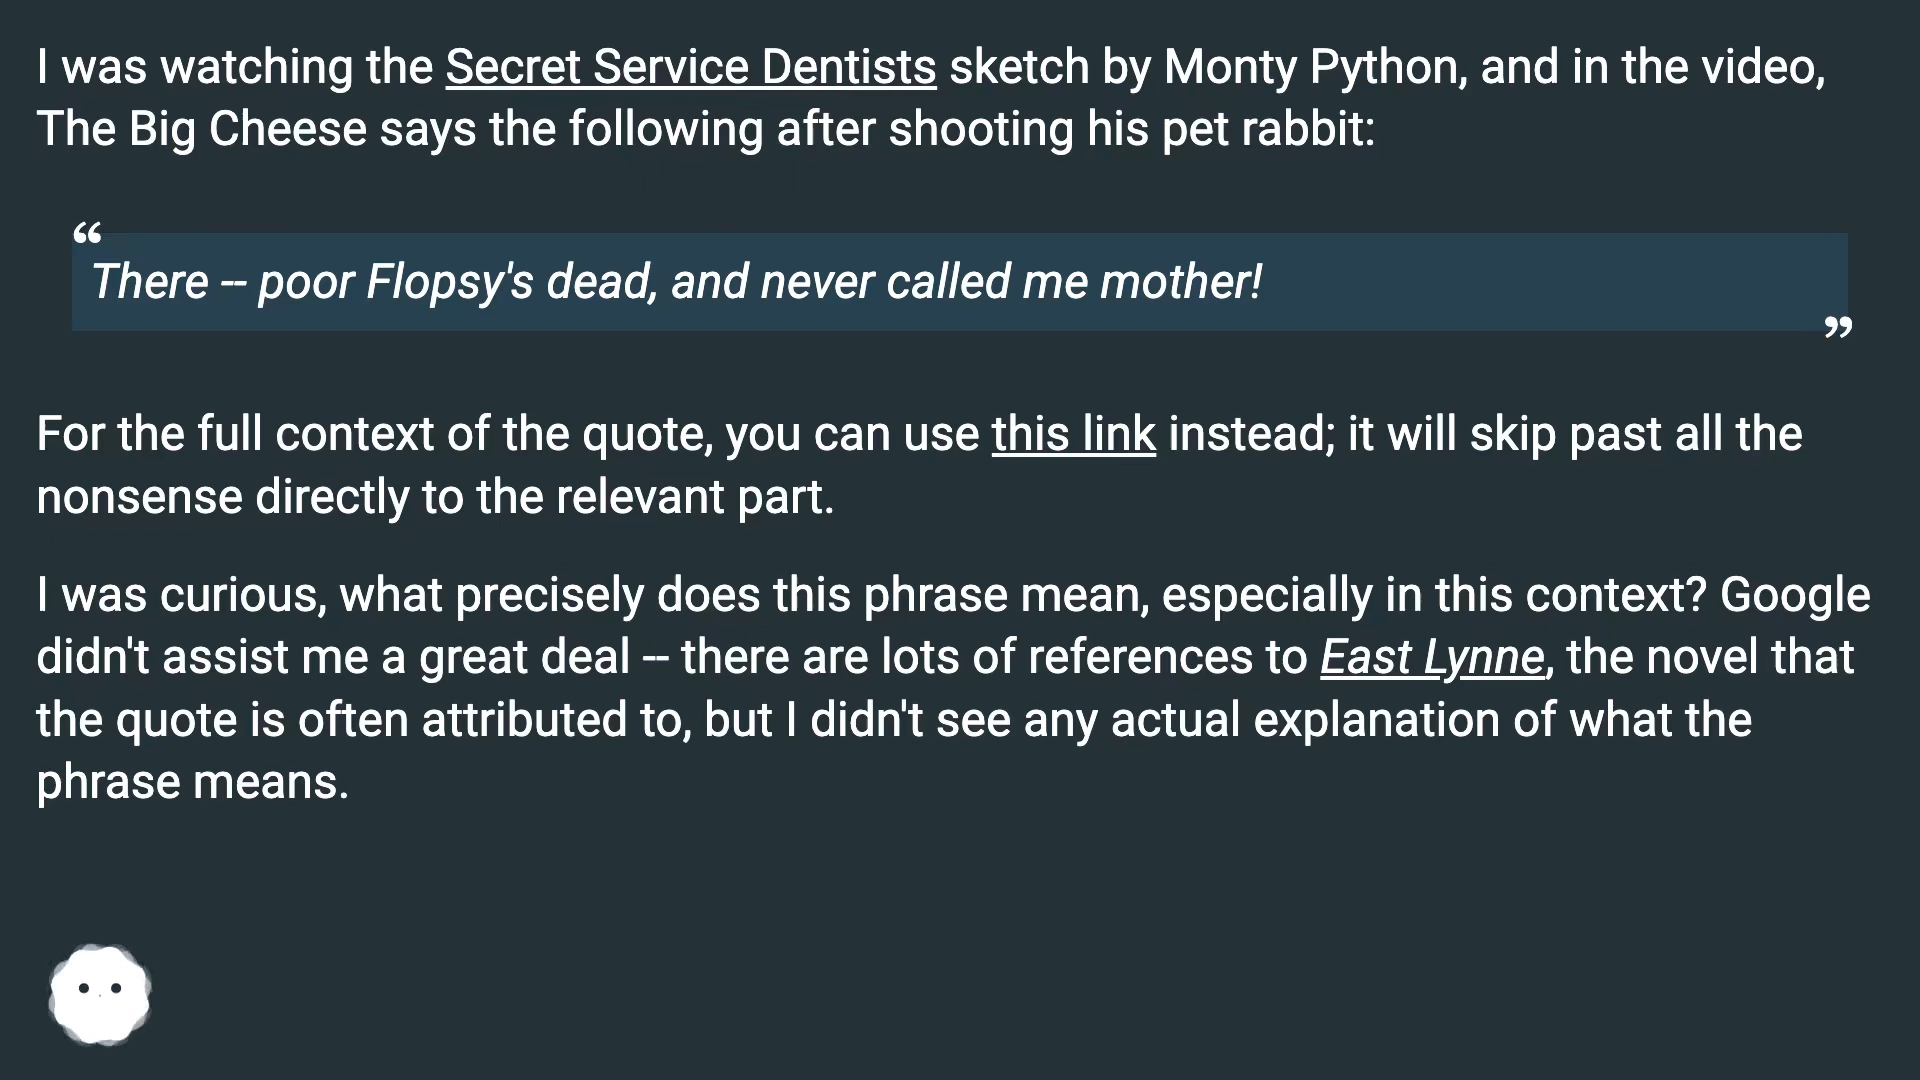 I was watching the Secret Service Dentists sketch by Monty Python, and in the video,
The Big Cheese says the following after shooting his pet rabbit:
“
There -- poor Flopsy's dead, and never called me mother!
”
For the full context of the quote, you can use this link instead; it will skip past all the
nonsense directly to the relevant part.
I was curious, what precisely does this phrase mean, especially in this context? Google
didn't assist me a great deal -- there are lots of references to East Lynne, the novel that
the quote is often attributed to, but I didn't see any actual explanation of what the
phrase means.